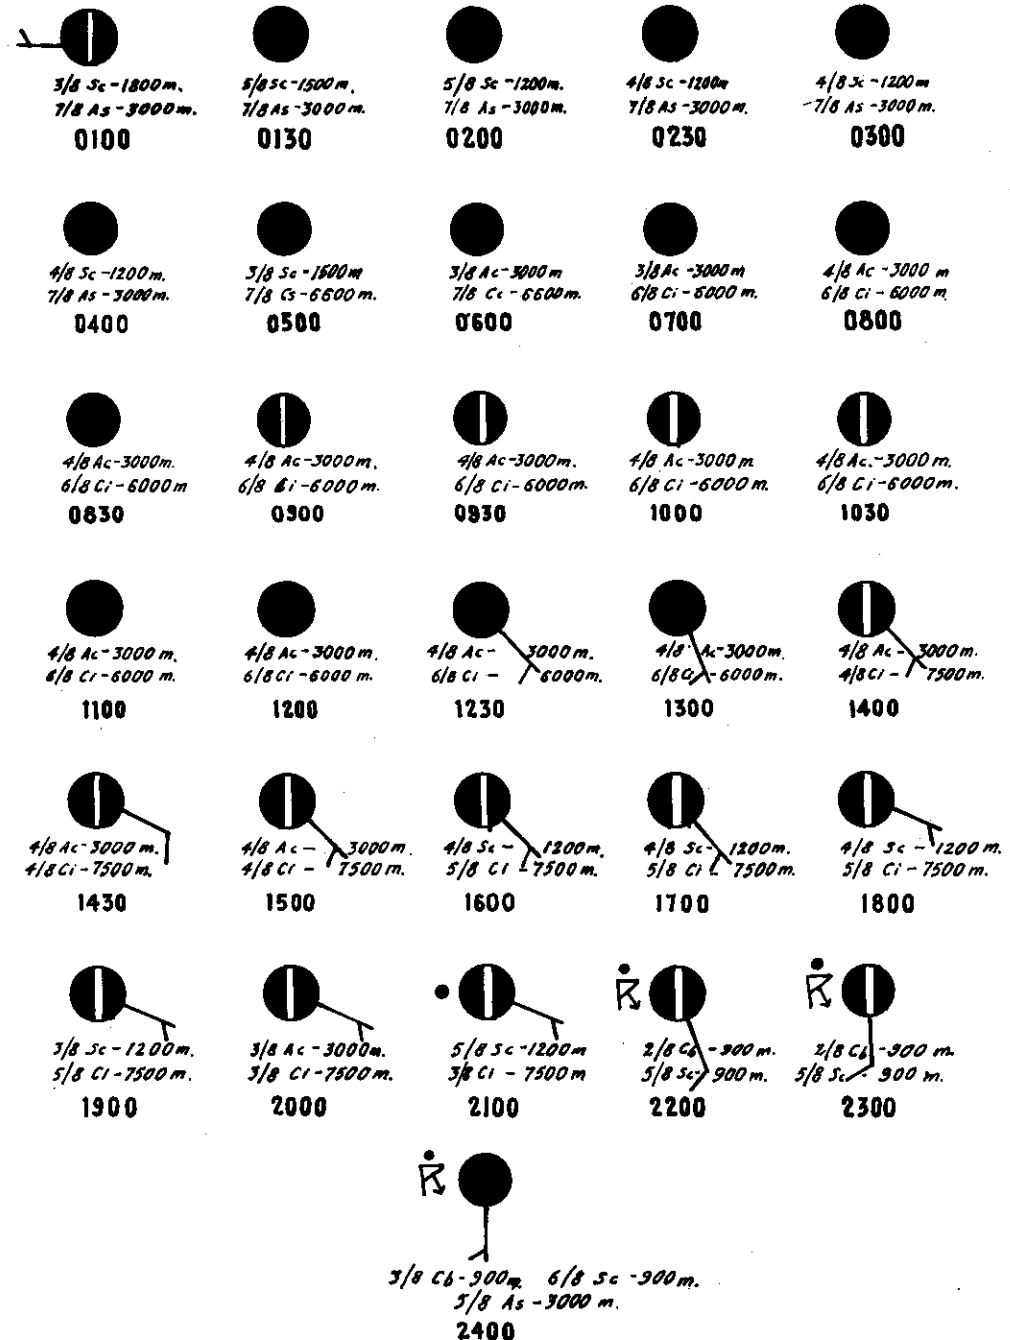 3/8 Sc-1800m. 5/8 Sc-1500m. 5/8 Sc-1200m. 4/8 Sc-1200m 4/8 Sc-1200m
7/8 As-3000m. 7/8 As-3000m. 7/8 As-3000m. 7/8 As-3000m. 7/8 As-3000m.
0100 0130 0200 0230 0300
4/8 Sc-1200m. 3/8 Sc-1500m 3/8 Ac-3000m 3/8 Ac-3000m 4/8 Ac-3000 m
7/8 As-3000m. 7/8 Cs-6600m. 7/8 Cc-6600m. 6/8 Ci-6000m. 6/8 Ci-6000m
0400 0500 0600 0700 0800
4/8 Ac-3000m. 4/8 Ac-3000m. 4/8 Ac-3000m. 4/8 Ac-3000m 4/8 Ac-3000m
6/8 Ci-6000m 6/8 Ci-6000m. 6/8 Ci-6000m. 6/8 Ci-6000m. 6/8 Ci-6000m.
0830 0900 0930 1000 1030
4/8 Ac-3000m. 4/8 Ac-3000m. 4/8 Ac-3000m. 4/8 Ac-3000m. 4/8 Ac-3000m.
6/8 Ci-6000m. 6/8 Ci-6000m. 6/8 Ci-6000m. 6/8 Ci-6000m. 4/8 Ci-7500m.
1100 1200 1230 1300 1400
4/8 Ac-3000m. 4/8 Ac-3000m. 4/8 Sc-1200m. 4/8 Sc-1200m. 4/8 Sc-1200m.
4/8 Ci-7500m. 4/8 Ci-7500m. 5/8 Ci-7500m. 5/8 Ci-7500m. 5/8 Ci-7500m.
1430 1500 1600 1700 1800
3/8 Sc-1200m. 3/8 Ac-3000m. 5/8 Sc-1200m 2/8 Cb-900m. 2/8 Cb-900m.
5/8 Ci-7500m. 3/8 Ci-7500m. 3/8 Ci-7500m 5/8 Sc-900m. 5/8 Sc-900m.
1900 2000 2100 2200 2300
3/8 Cb-900m. 6/8 Sc-900m.
5/8 As-3000m.
2400